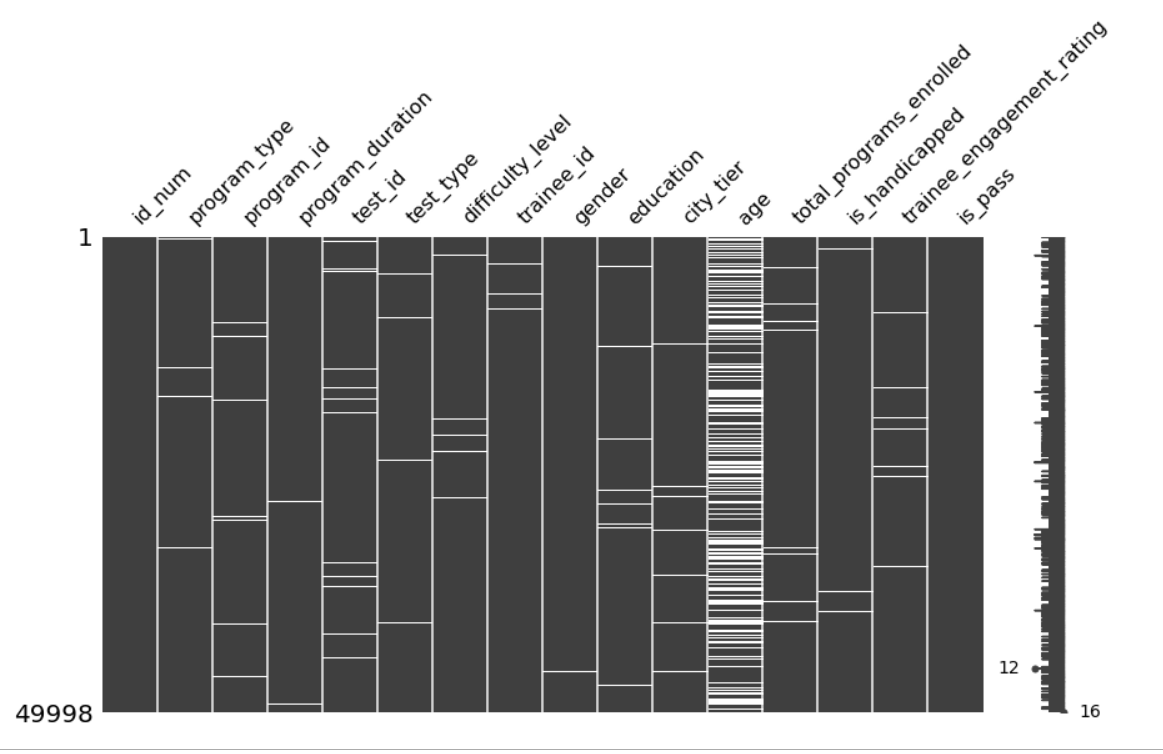 id_num
program_type
program_id
program_duration
test_id
test_type
difficulty_level
trainee_id
gender
education
city_tier
age
total_programs_enrolled
is_handicapped
trainee_engagement_rating
is_pass
1
12
49998
16